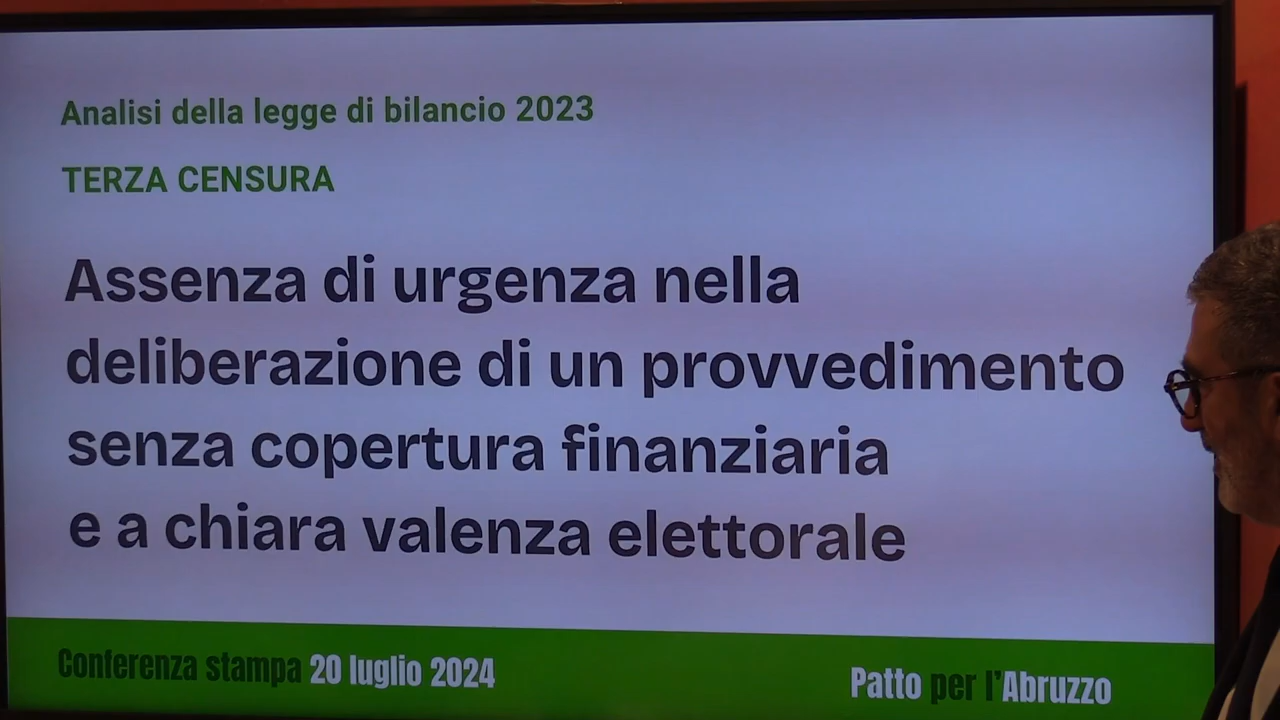 Analisi della legge di bilancio 2023
TERZA CENSURA
Assenza di urgenza nella
deliberazione di un provvedimento
senza copertura finanziaria
e a chiara valenza elettorale
Conferenza stampa 20 luglio 2024
Patto per l'Abruzzo